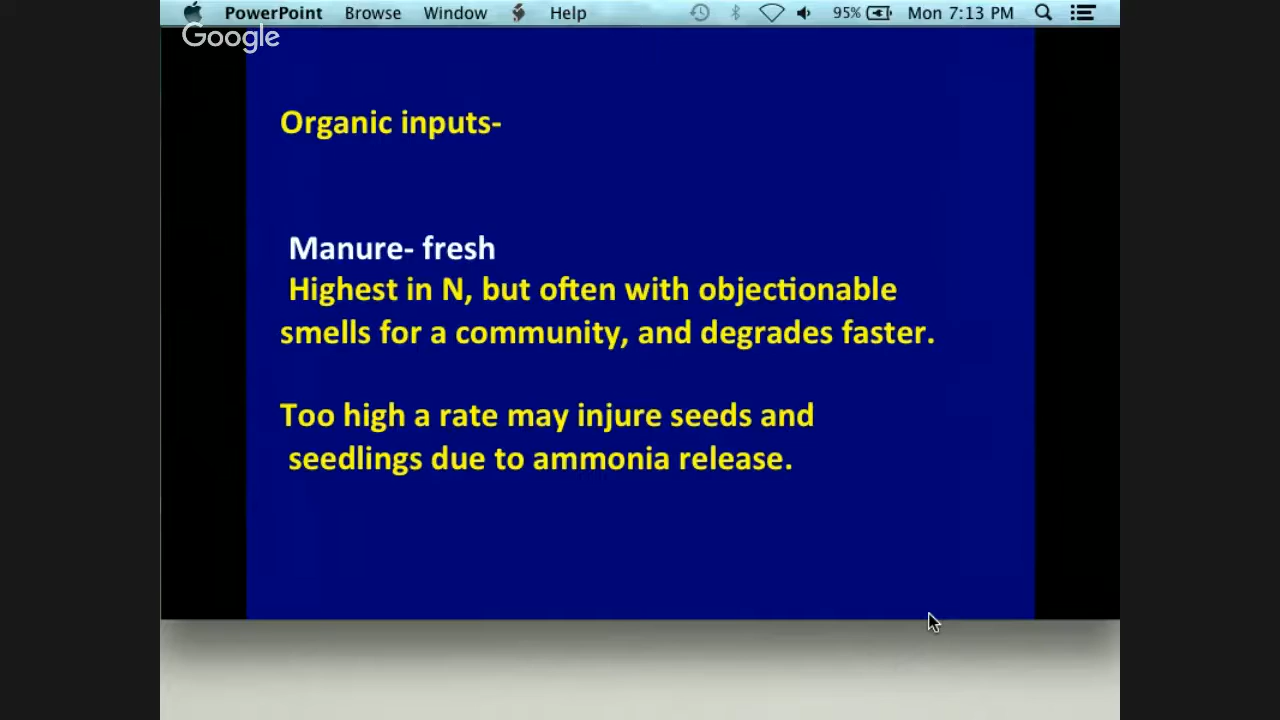 PowerPoint Browse Window Help 95% Mon 7:13 PM
Google
Organic inputs-
Manure- fresh
Highest in N, but often with objectionable
smells for a community, and degrades faster.
Too high a rate may injure seeds and
seedlings due to ammonia release.